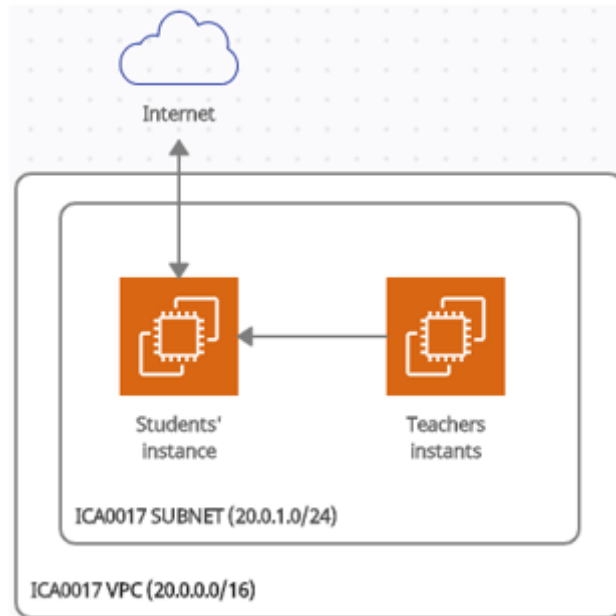 Internet
Students'
instance
Teachers
instants
ICA0017 SUBNET (20.0.1.0/24)
ICA0017 VPC (20.0.0.0/16)